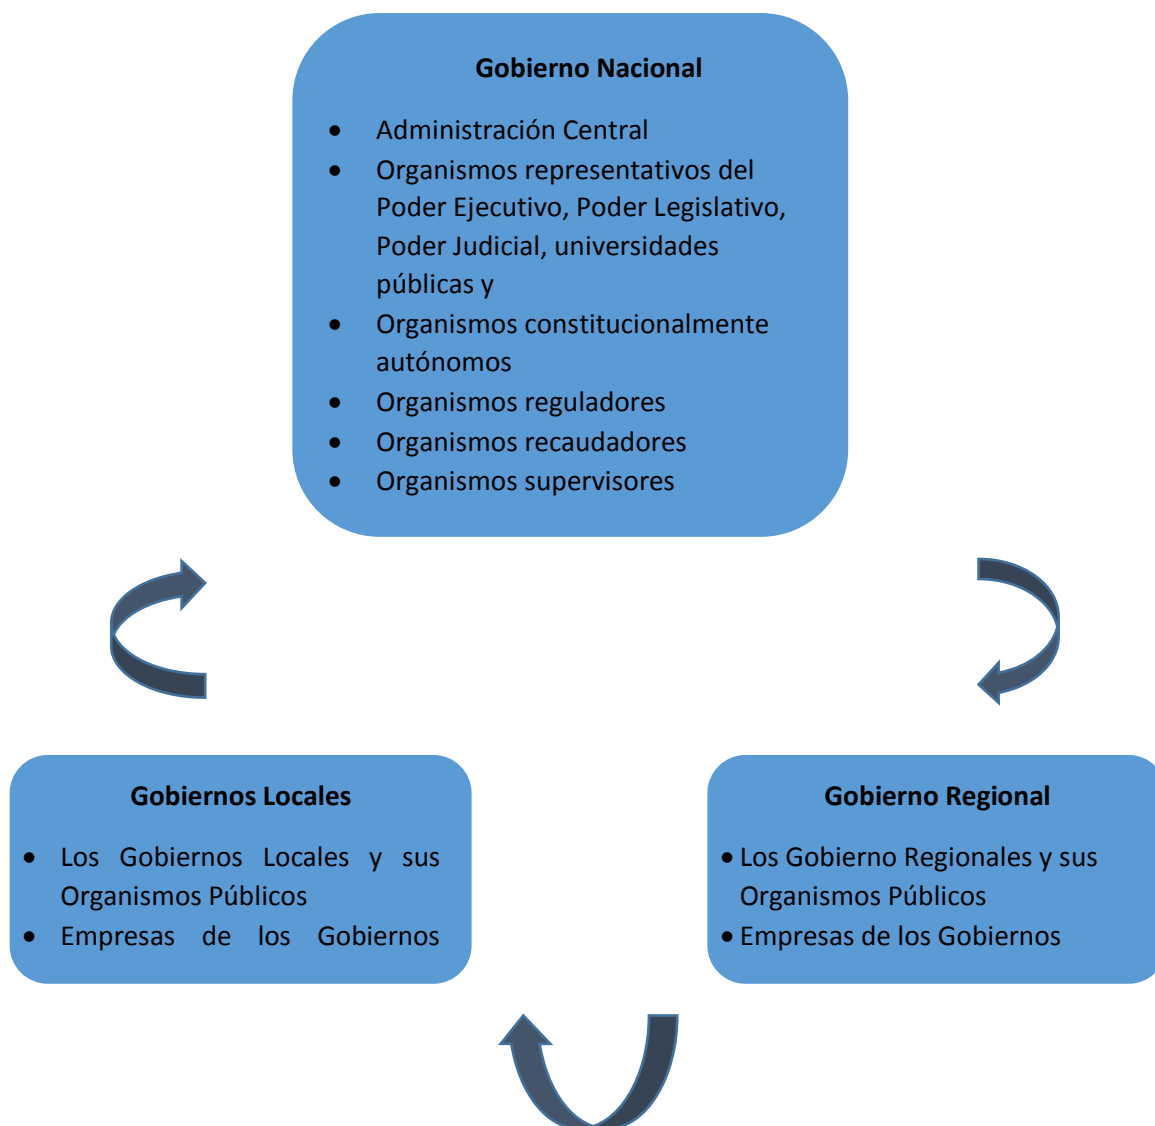 Gobierno Nacional
• Administración Central
• Organismos representativos del
Poder Ejecutivo, Poder Legislativo,
Poder Judicial, universidades
públicas y
• Organismos constitucionalmente
autónomos
• Organismos reguladores
• Organismos recaudadores
• Organismos supervisores
Gobiernos Locales
• Los Gobiernos Locales y sus
Organismos Públicos
• Empresas de los Gobiernos
Gobierno Regional
• Los Gobierno Regionales y sus
Organismos Públicos
• Empresas de los Gobiernos